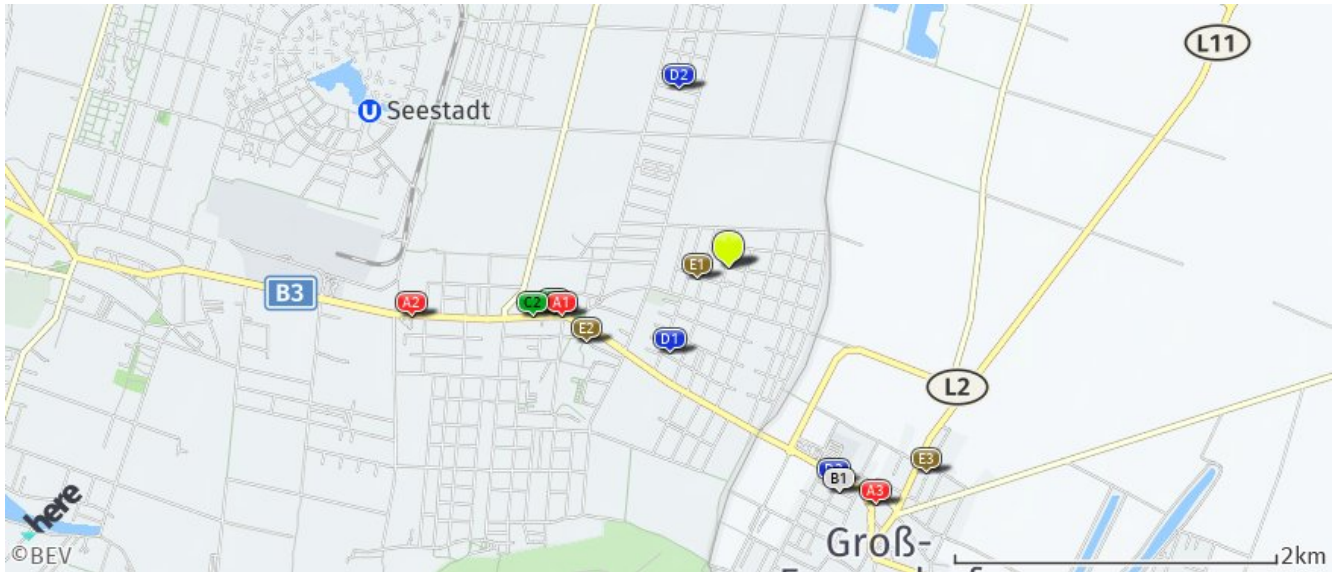 L11
D2
Seestadt
E1
B3
A2
C2
A1
E2
D1
L2
E3
B1
A3
Groß-
here
©BEV
2km